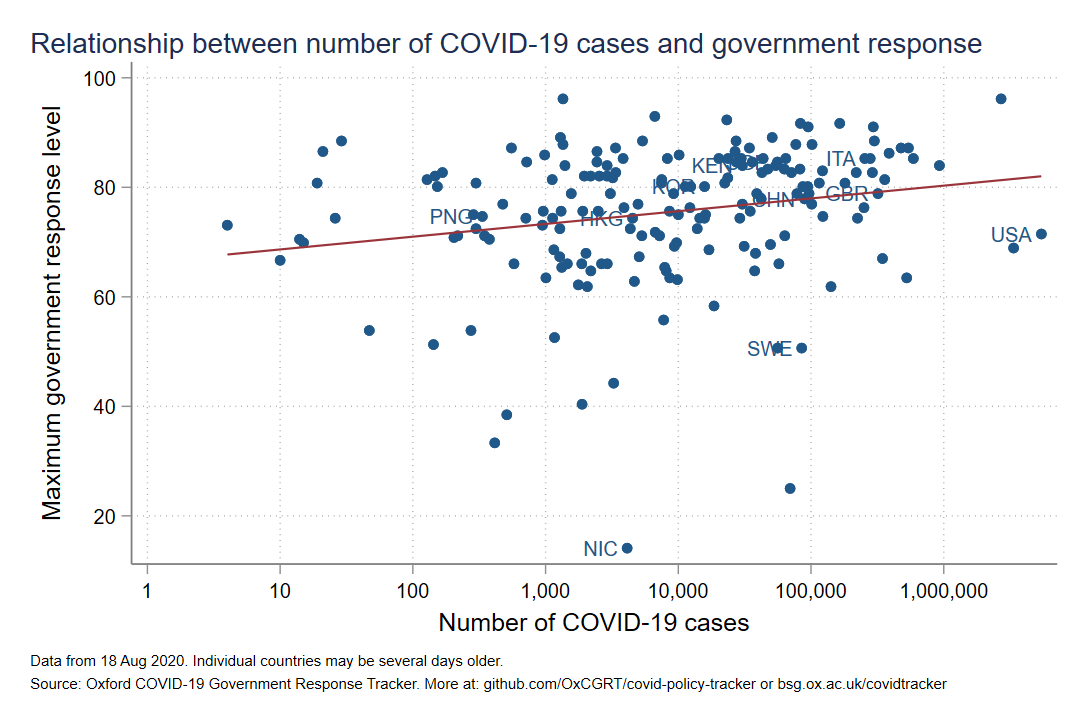 Relationship between number of COVID-19 cases and government response
Maximum government response level
100
80
60
40
20
ITA
KEN
KOR
GBR
CHN
PNG
HKG
USA
SWE
NIC
1
10
100
1,000
10,000
100,000
1,000,000
Number of COVID-19 cases
Data from 18 Aug 2020. Individual countries may be several days older.
Source: Oxford COVID-19 Government Response Tracker. More at: github.com/OxCGRT/covid-policy-tracker or bsg.ox.ac.uk/covidtracker